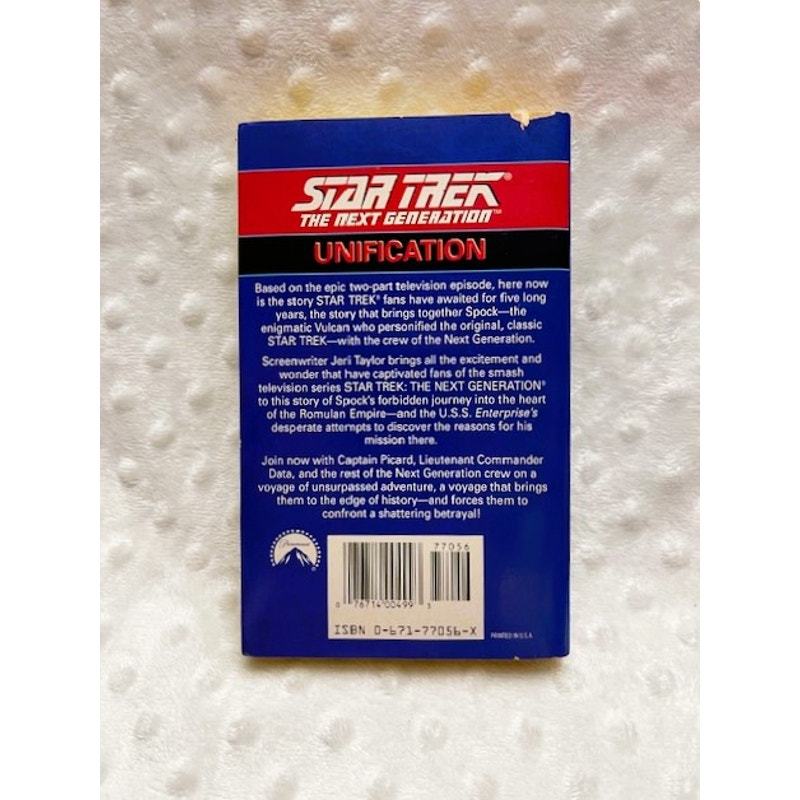 STAR TREK®
THE NEXT GENERATION™
UNIFICATION
Based on the epic two-part television episode, here now
is the story STAR TREK® fans have awaited for five long
years, the story that brings together Spock—the
enigmatic Vulcan who personified the original, classic
STAR TREK—with the crew of the Next Generation.
Screenwriter Jeri Taylor brings all the excitement and
wonder that have captivated fans of the smash
television series STAR TREK: THE NEXT GENERATION®
to this story of Spock's forbidden journey into the heart
of the Romulan Empire—and the U.S.S. Enterprise's
desperate attempts to discover the reasons for his
mission there.
Join now with Captain Picard, Lieutenant Commander
Data, and the rest of the Next Generation crew on a
voyage of unsurpassed adventure, a voyage that brings
them to the edge of history—and forces them to
confront a shattering betrayal!
Paramount
77056
0 76714 00499 3
ISBN 0-671-77056-X
PRINTED IN U.S.A.